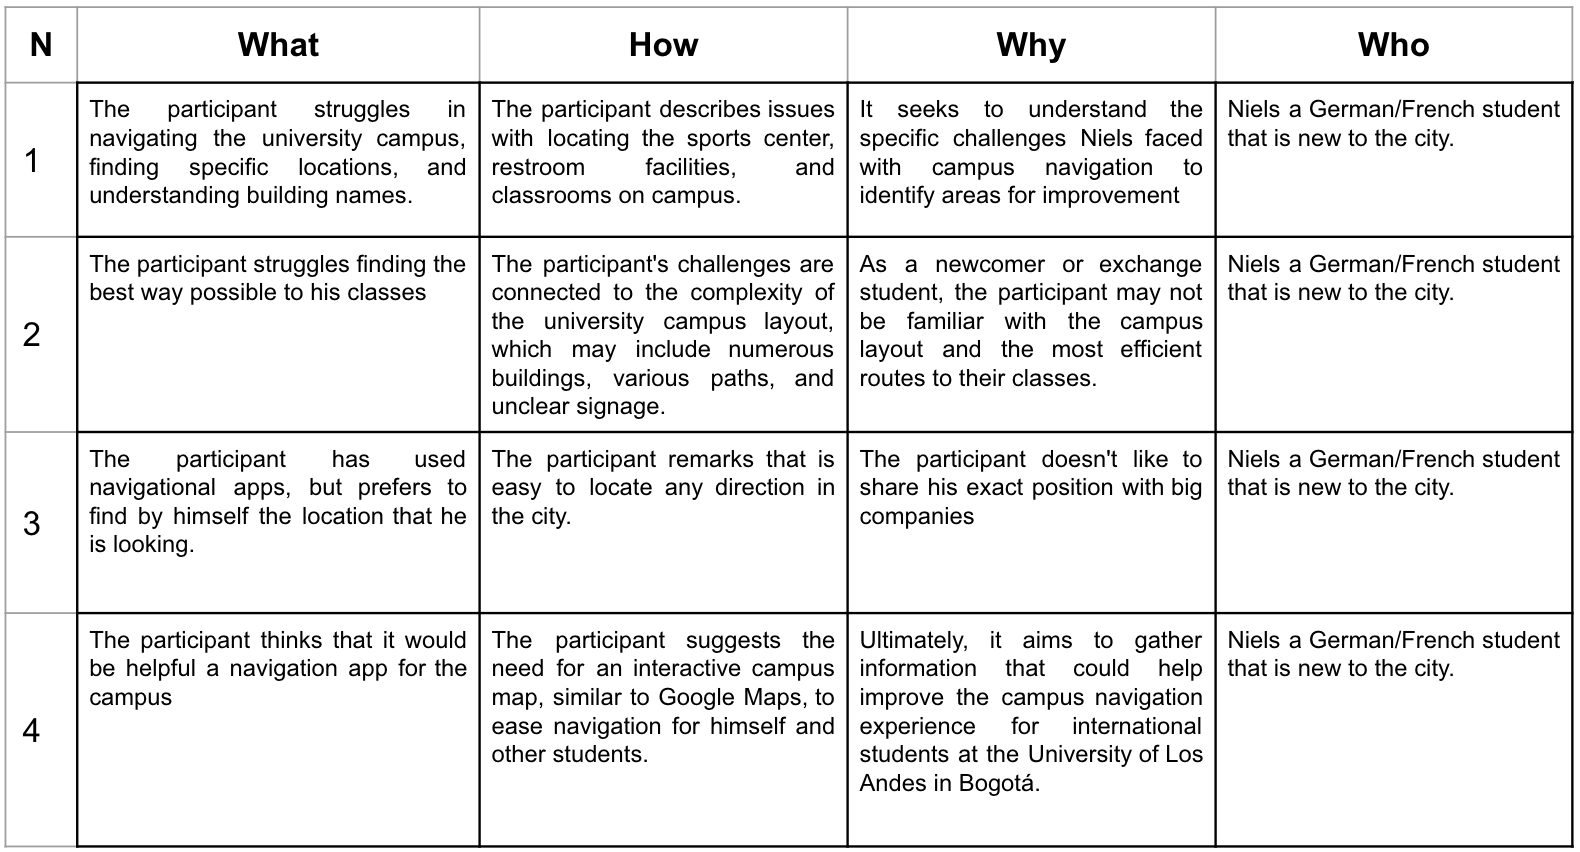 N What How Why Who
1
The participant struggles in
navigating the university campus,
finding specific locations, and
understanding building names.
The participant describes issues
with locating the sports center,
restroom facilities, and
classrooms on campus.
It seeks to understand the
specific challenges Niels faced
with campus navigation to
identify areas for improvement
Niels a German/French student
that is new to the city.
2
The participant struggles finding the
best way possible to his classes
The participant's challenges are
connected to the complexity of
the university campus layout,
which may include numerous
buildings, various paths, and
unclear signage.
As a newcomer or exchange
student, the participant may not
be familiar with the campus
layout and the most efficient
routes to their classes.
Niels a German/French student
that is new to the city.
3
The participant has used
navigational apps, but prefers to
find by himself the location that he
is looking.
The participant remarks that is
easy to locate any direction in
the city.
The participant doesn't like to
share his exact position with big
companies
Niels a German/French student
that is new to the city.
4
The participant thinks that it would
be helpful a navigation app for the
campus
The participant suggests the
need for an interactive campus
map, similar to Google Maps, to
ease navigation for himself and
other students.
Ultimately, it aims to gather
information that could help
improve the campus navigation
experience for international
students at the University of Los
Andes in Bogotá.
Niels a German/French student
that is new to the city.